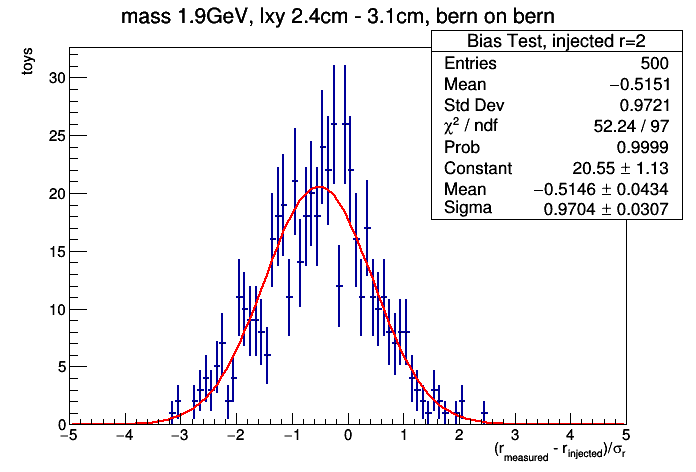 mass 1.9GeV, lxy 2.4cm - 3.1cm, bern on bern
Bias Test, injected r=2
Entries 500
Mean −0.5151
Std Dev 0.9721
χ² / ndf 52.24 / 97
Prob 0.9999
Constant 20.55 ± 1.13
Mean −0.5146 ± 0.0434
Sigma 0.9704 ± 0.0307
toys
30
25
20
15
10
5
0
−5 −4 −3 −2 −1 0 1 2 3 4 5
(r_measured - r_injected)/σ_r